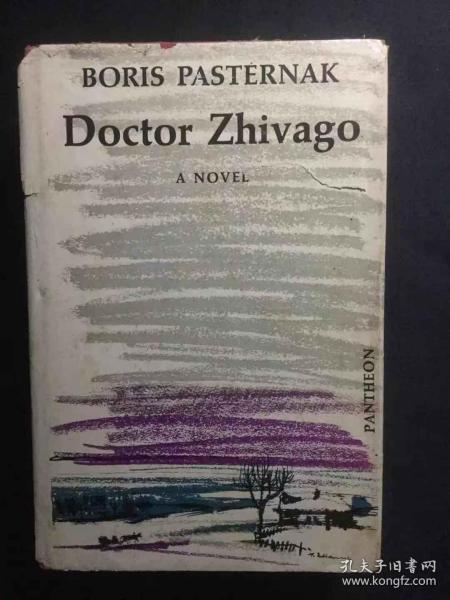 BORIS PASTERNAK
Doctor Zhivago
A NOVEL
PANTHEON
孔夫子旧书网
www.kongfz.com